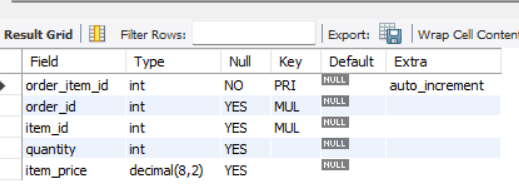 Result Grid Filter Rows: Export: Wrap Cell Conten
Field Type Null Key Default Extra
order_item_id int NO PRI NULL auto_increment
order_id int YES MUL NULL
item_id int YES MUL NULL
quantity int YES NULL
item_price decimal(8,2) YES NULL